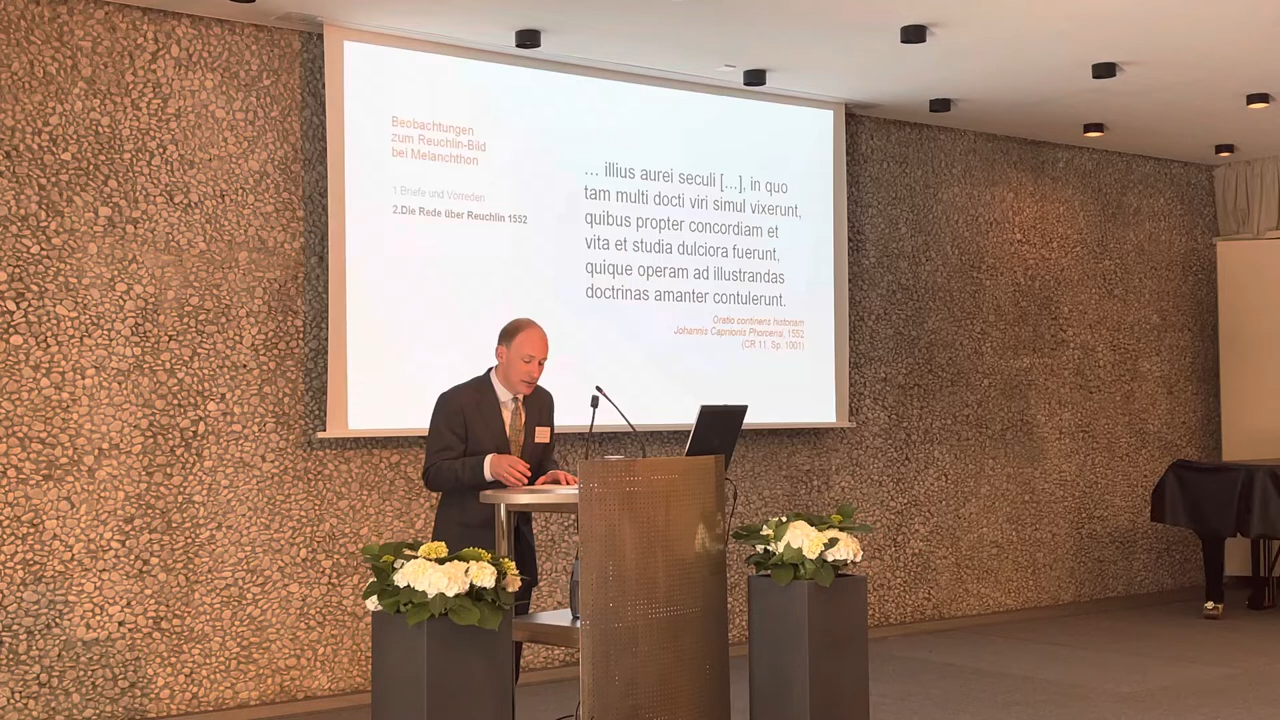 Beobachtungen
zum Reuchlin-Bild
bei Melanchthon
1 Briefe und Vorreden
2.Die Rede über Reuchlin 1552
… illius aurei seculi […], in quo
tam multi docti viri simul vixerunt,
quibus propter concordiam et
vita et studia dulciora fuerunt,
quique operam ad illustrandas
doctrinas amanter contulerunt.
Oratio continens historiam
Johannis Capnionis Phorcensi, 1552
(CR 11, Sp. 1001)